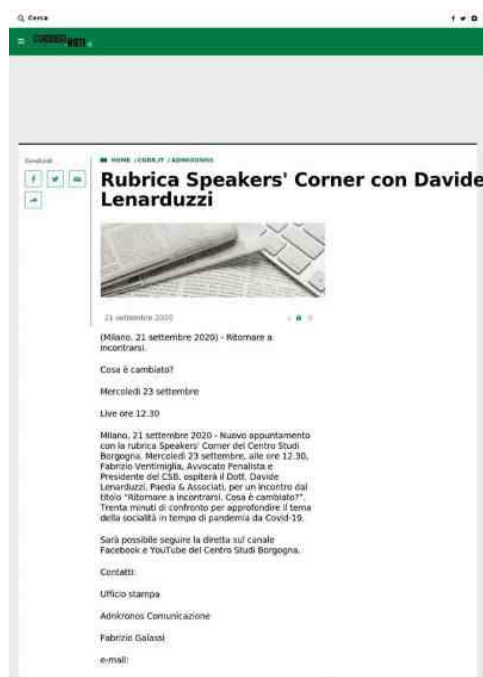 Cerca
Condividi
HOME / CORR.IT / ADNKRONOS
Rubrica Speakers' Corner con Davide
Lenarduzzi
21 settembre 2020
(Milano, 21 settembre 2020) - Ritornare a
incontrarsi.
Cosa è cambiato?
Mercoledì 23 settembre
Live ore 12.30
Milano, 21 settembre 2020 - Nuovo appuntamento
con la rubrica Speakers' Corner del Centro Studi
Borgogna. Mercoledì 23 settembre, alle ore 12.30,
Fabrizio Ventimiglia, Avvocato Penalista e
Presidente del CSB, ospiterà il Dott. Davide
Lenarduzzi, Paeda & Associati, per un incontro dal
titolo "Ritornare a incontrarsi. Cosa è cambiato?".
Trenta minuti di confronto per approfondire il tema
della socialità in tempo di pandemia da Covid-19.
Sarà possibile seguire la diretta sul canale
Facebook e YouTube del Centro Studi Borgogna.
Contatti:
Ufficio stampa
Adnkronos Comunicazione
Fabrizio Galassi
e-mail: